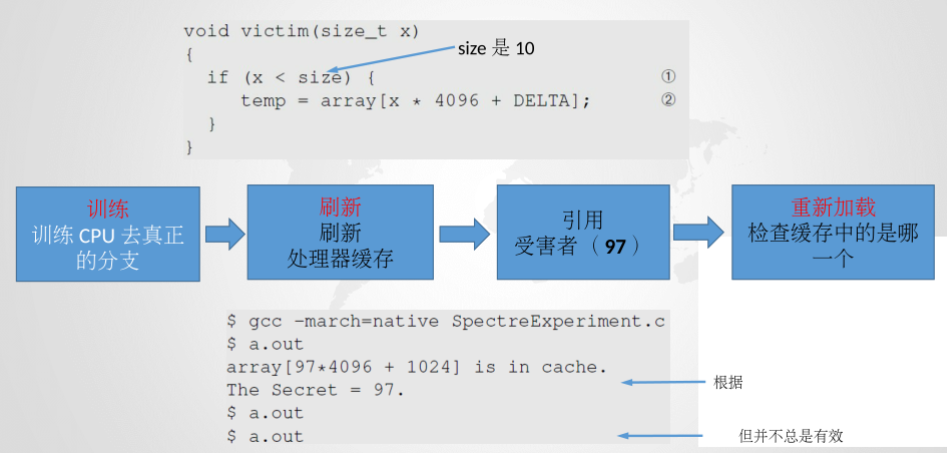 void victim(size_t x)
{
size 是 10
if (x < size) { ①
temp = array[x * 4096 + DELTA]; ②
}
}
训练
训练 CPU 去真正
的分支
刷新
刷新
处理器缓存
引用
受害者（97）
重新加载
检查缓存中的是哪
一个
$ gcc -march=native SpectreExperiment.c
$ a.out
array[97*4096 + 1024] is in cache.
The Secret = 97.
根据
$ a.out
$ a.out
但并不总是有效